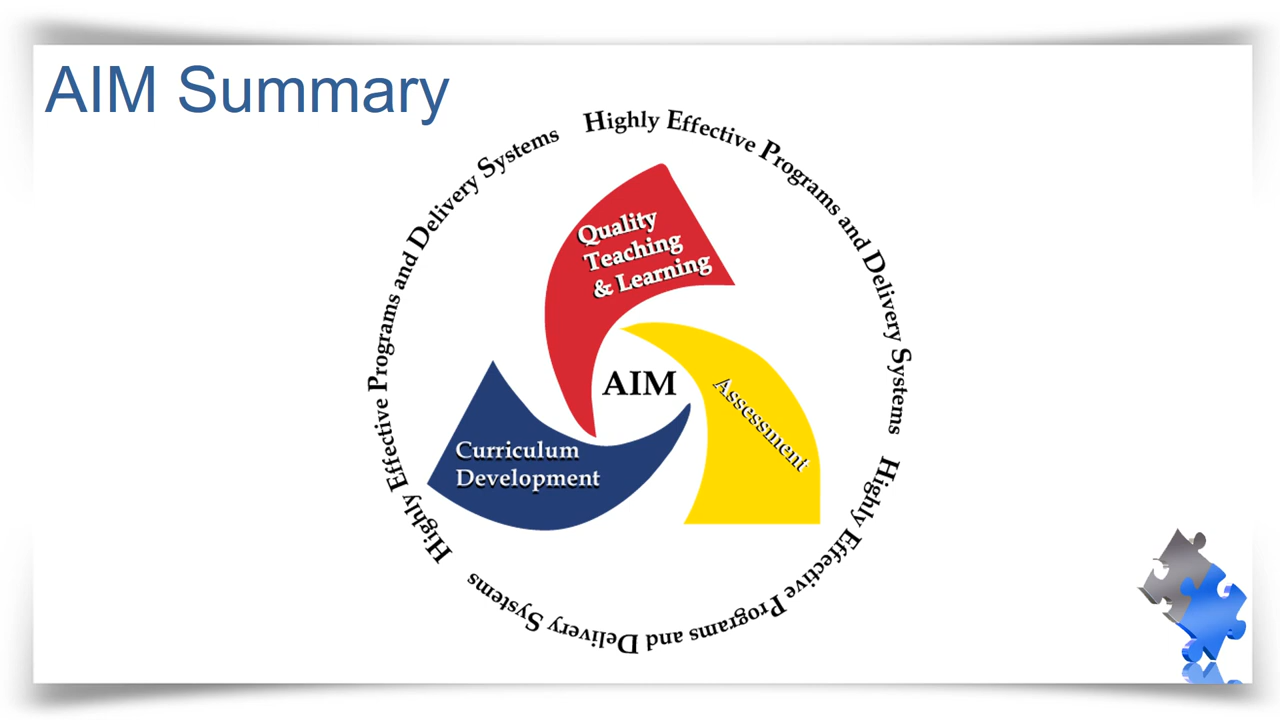 AIM Summary
Highly Effective Programs and Delivery Systems
Highly Effective Programs and Delivery Systems
Highly Effective Programs and Delivery Systems
Quality
Teaching
& Learning
AIM
Assessment
Curriculum
Development